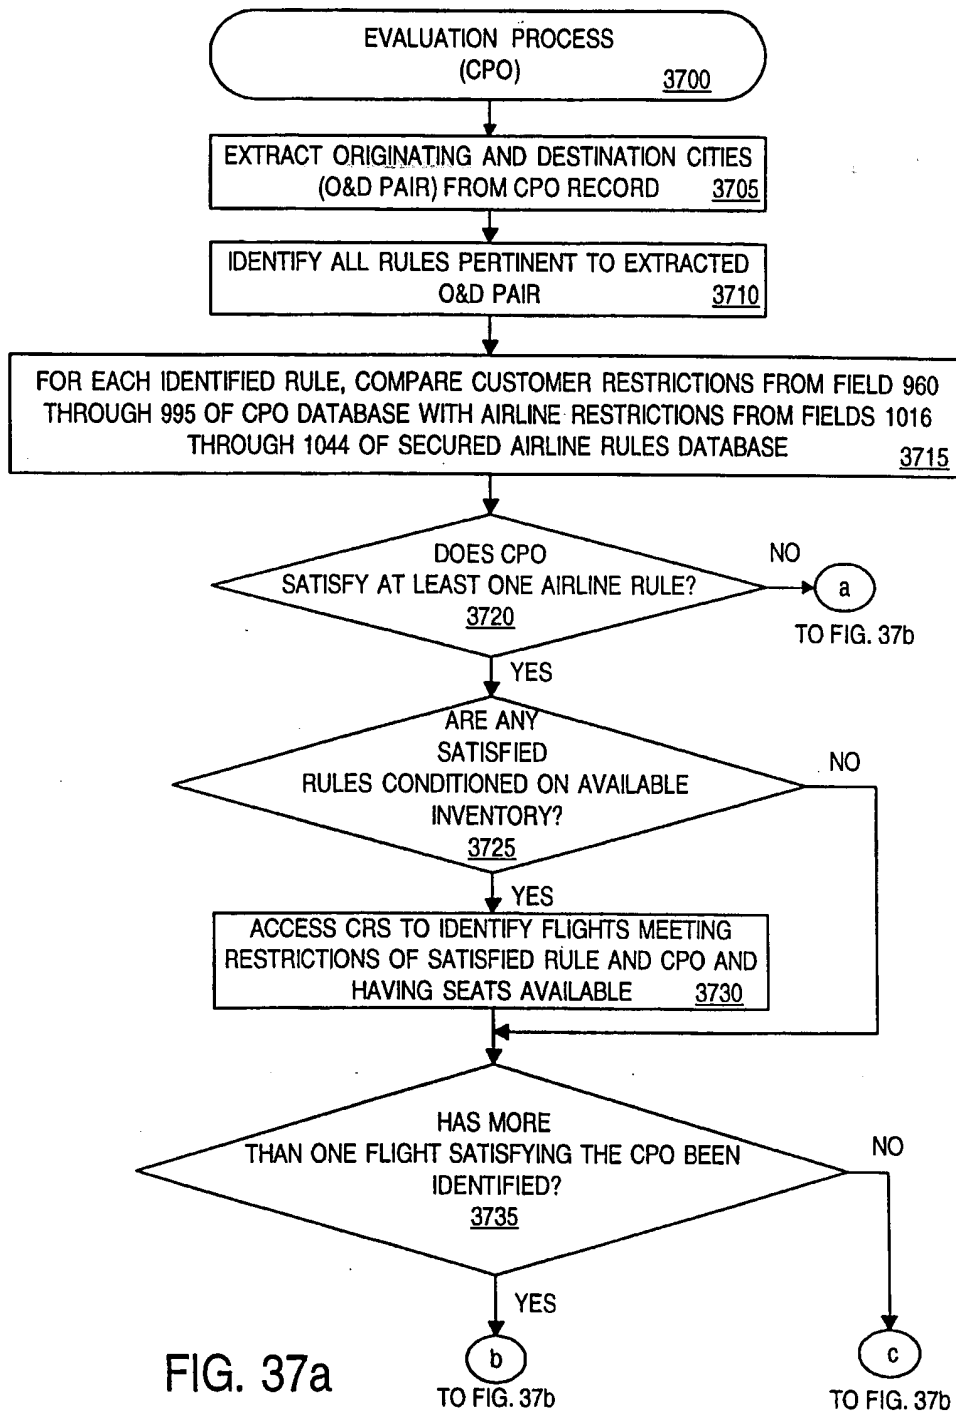 EVALUATION PROCESS
(CPO)
3700
EXTRACT ORIGINATING AND DESTINATION CITIES
(O&D PAIR) FROM CPO RECORD
3705
IDENTIFY ALL RULES PERTINENT TO EXTRACTED
O&D PAIR
3710
FOR EACH IDENTIFIED RULE, COMPARE CUSTOMER RESTRICTIONS FROM FIELD 960
THROUGH 995 OF CPO DATABASE WITH AIRLINE RESTRICTIONS FROM FIELDS 1016
THROUGH 1044 OF SECURED AIRLINE RULES DATABASE
3715
DOES CPO
SATISFY AT LEAST ONE AIRLINE RULE?
3720
NO
a
TO FIG. 37b
YES
ARE ANY
SATISFIED
RULES CONDITIONED ON AVAILABLE
INVENTORY?
3725
NO
YES
ACCESS CRS TO IDENTIFY FLIGHTS MEETING
RESTRICTIONS OF SATISFIED RULE AND CPO AND
HAVING SEATS AVAILABLE
3730
HAS MORE
THAN ONE FLIGHT SATISFYING THE CPO BEEN
IDENTIFIED?
3735
NO
YES
b
TO FIG. 37b
c
TO FIG. 37b
FIG. 37a